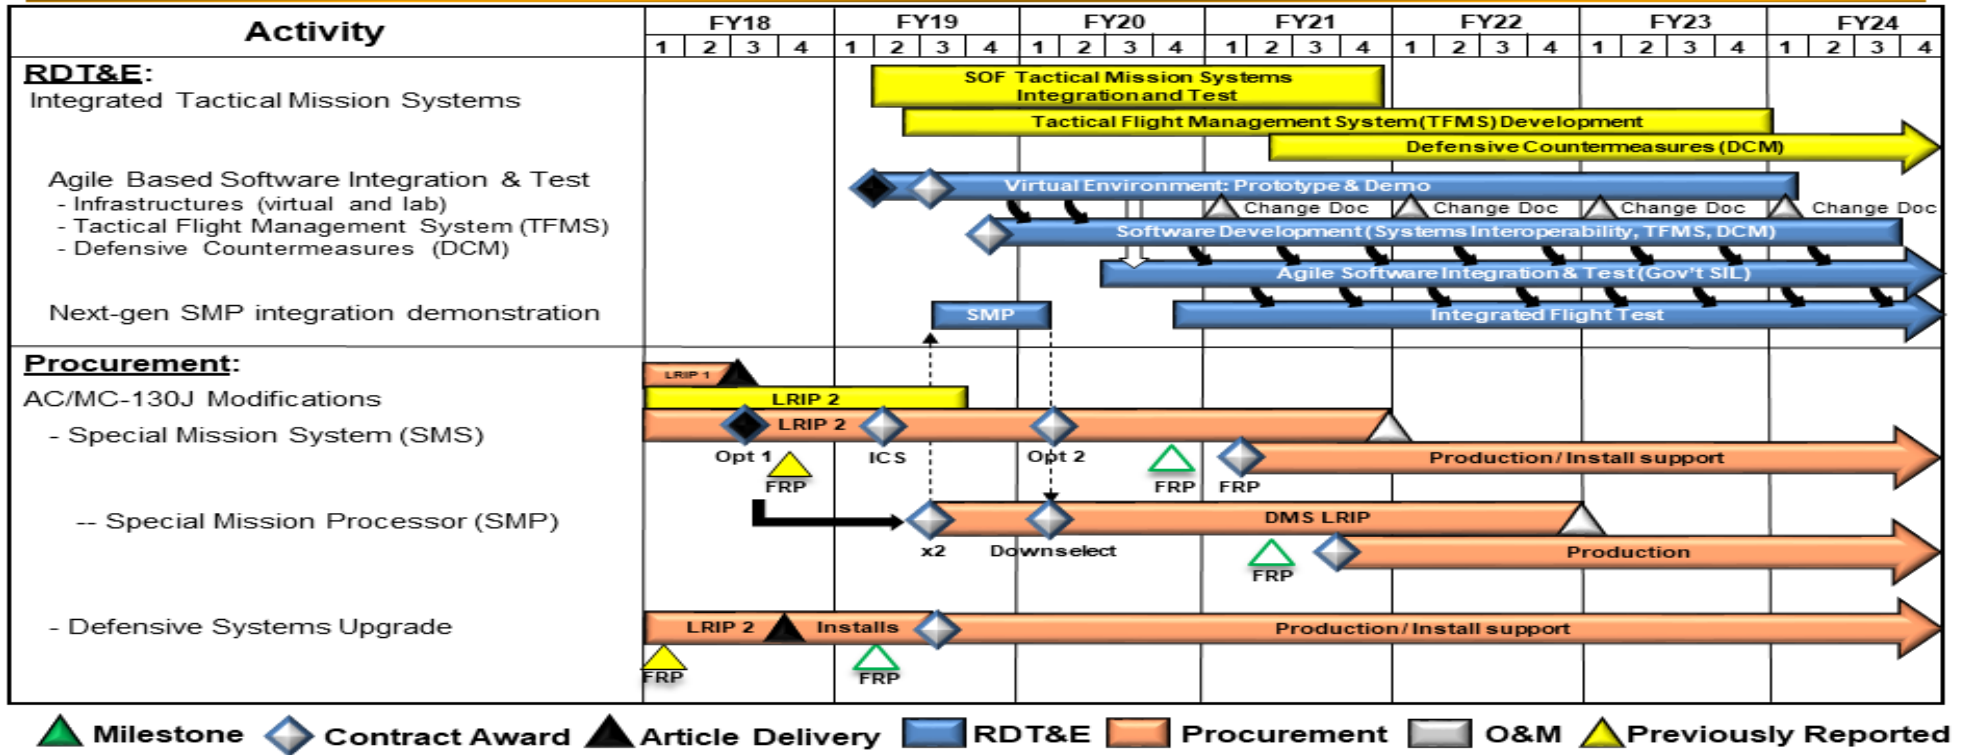 Activity
FY18 FY19 FY20 FY21 FY22 FY23 FY24
1 2 3 4 1 2 3 4 1 2 3 4 1 2 3 4 1 2 3 4 1 2 3 4 1 2 3 4
RDT&E:
Integrated Tactical Mission Systems
SOF Tactical Mission Systems
Integration and Test
Tactical Flight Management System (TFMS) Development
Defensive Countermeasures (DCM)
Agile Based Software Integration & Test
- Infrastructures (virtual and lab)
- Tactical Flight Management System (TFMS)
- Defensive Countermeasures (DCM)
Virtual Environment: Prototype & Demo
Change Doc Change Doc Change Doc Change Doc
Software Development (Systems Interoperability, TFMS, DCM)
Agile Software Integration & Test (Gov't SIL)
Next-gen SMP integration demonstration
SMP
Integrated Flight Test
Procurement:
LRIP 1
AC/MC-130J Modifications
LRIP 2
- Special Mission System (SMS)
LRIP 2
Opt 1 ICS Opt 2
Production / Install support
FRP FRP FRP
-- Special Mission Processor (SMP)
DMS LRIP
x2 Downselect
Production
FRP
- Defensive Systems Upgrade
LRIP 2 Installs Production / Install support
FRP FRP
Milestone Contract Award Article Delivery RDT&E Procurement O&M Previously Reported